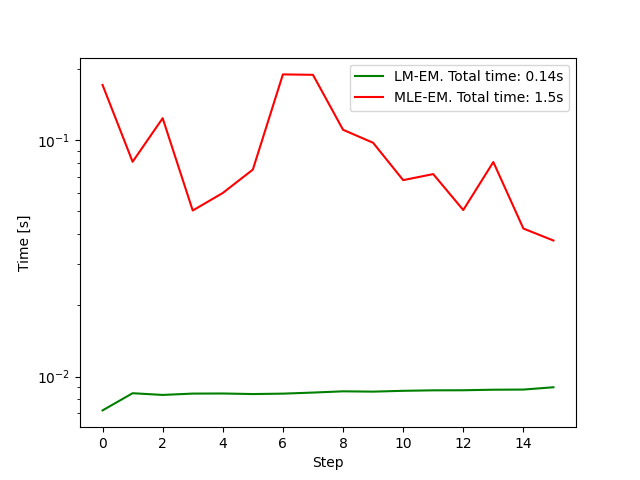 LM-EM. Total time: 0.14s
MLE-EM. Total time: 1.5s
10⁻¹
10⁻²
Time [s]
0 2 4 6 8 10 12 14
Step